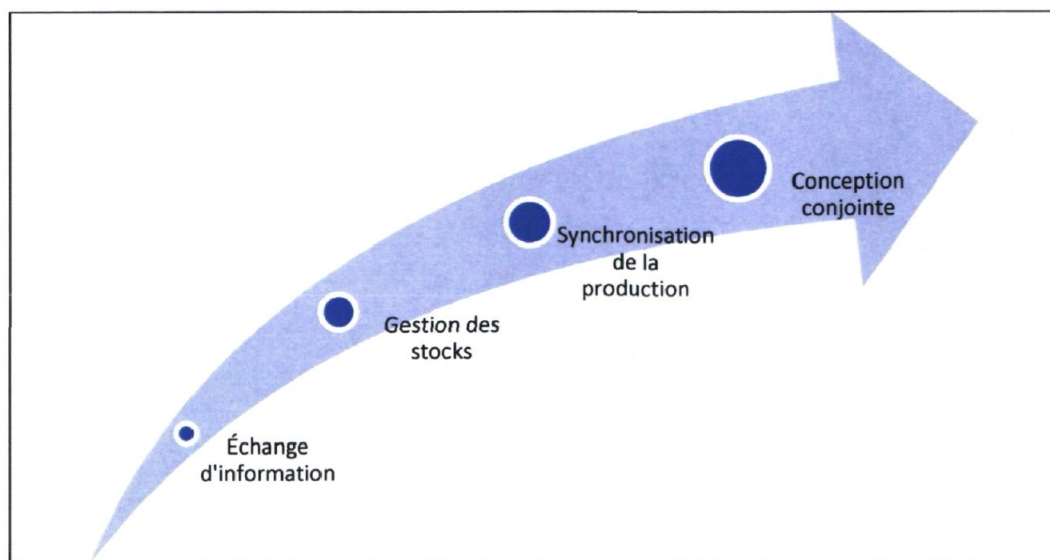 Conception
conjointe
Synchronisation
de la
production
Gestion des
stocks
Échange
d'information